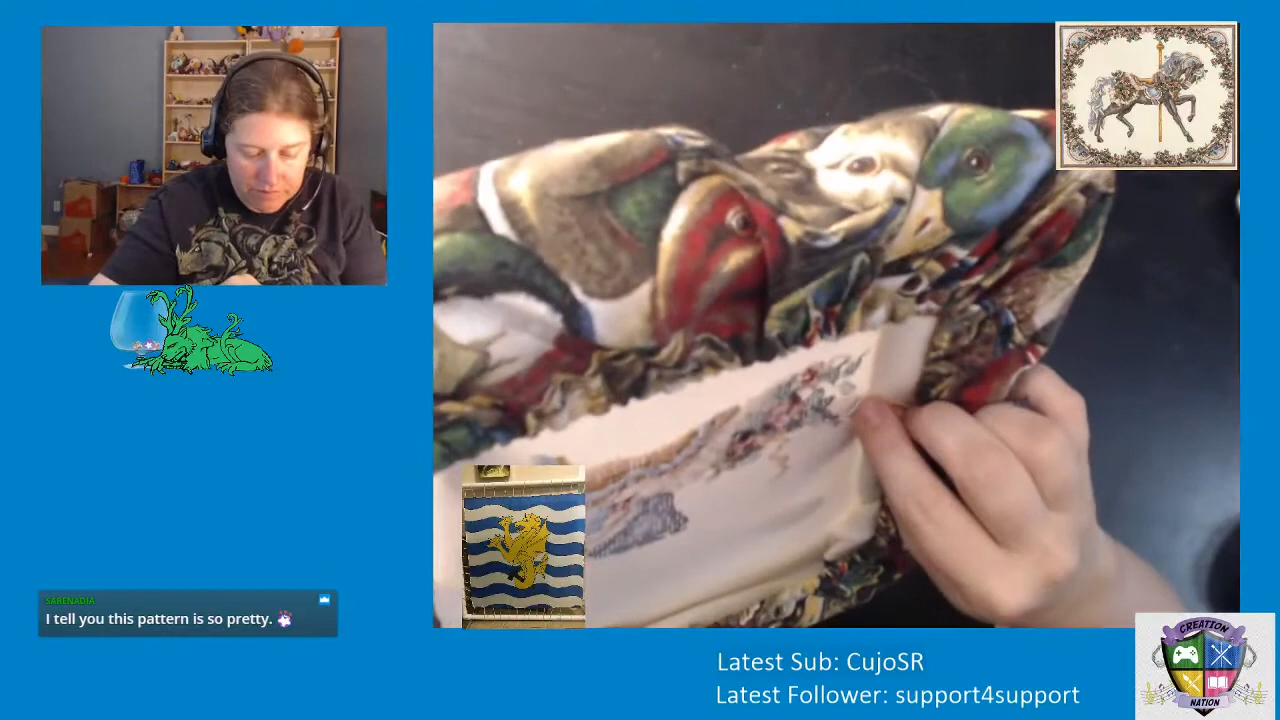 SARENADIA
I tell you this pattern is so pretty.
Latest Sub: CujoSR
Latest Follower: support4support
CREATION
NATION